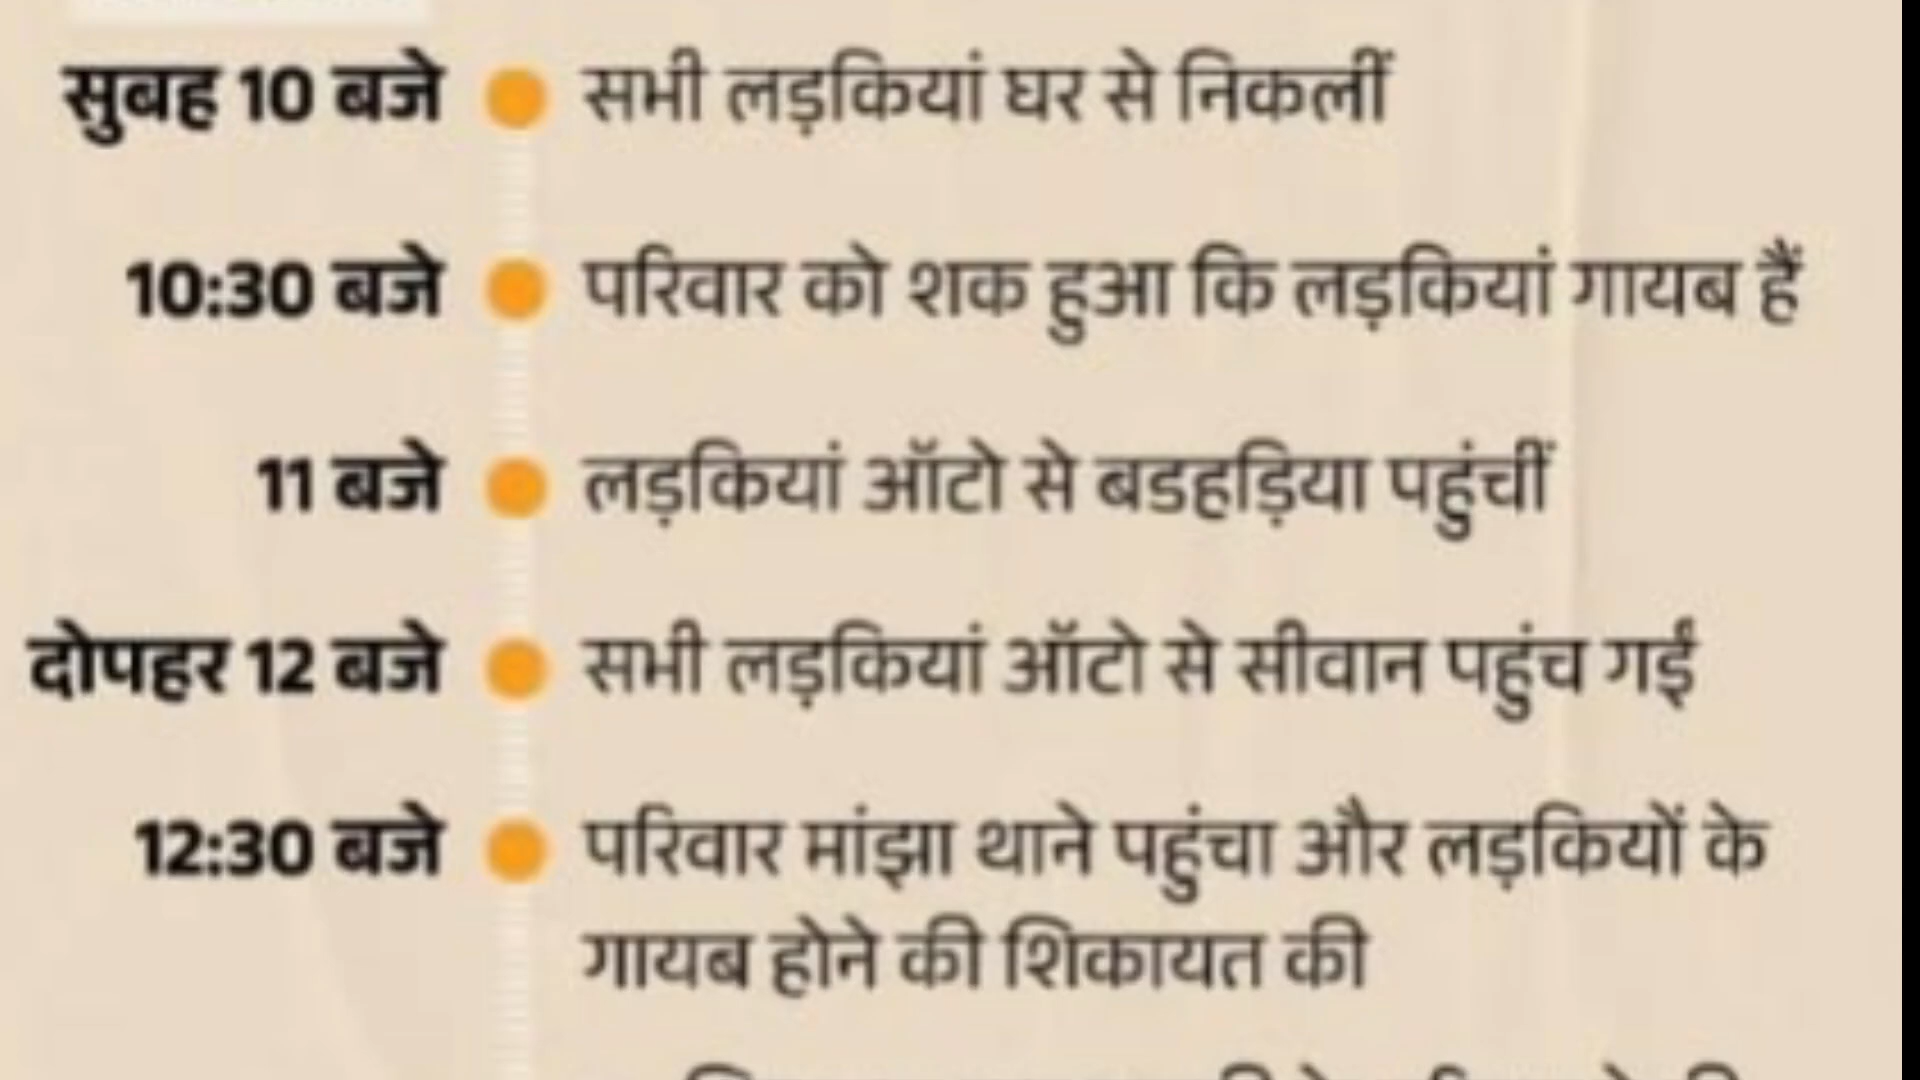 सुबह 10 बजे सभी लड़कियां घर से निकलीं
10:30 बजे परिवार को शक हुआ कि लड़कियां गायब हैं
11 बजे लड़कियां ऑटो से बडहड़िया पहुंचीं
दोपहर 12 बजे सभी लड़कियां ऑटो से सीवान पहुंच गईं
12:30 बजे परिवार मांझा थाने पहुंचा और लड़कियों के
गायब होने की शिकायत की